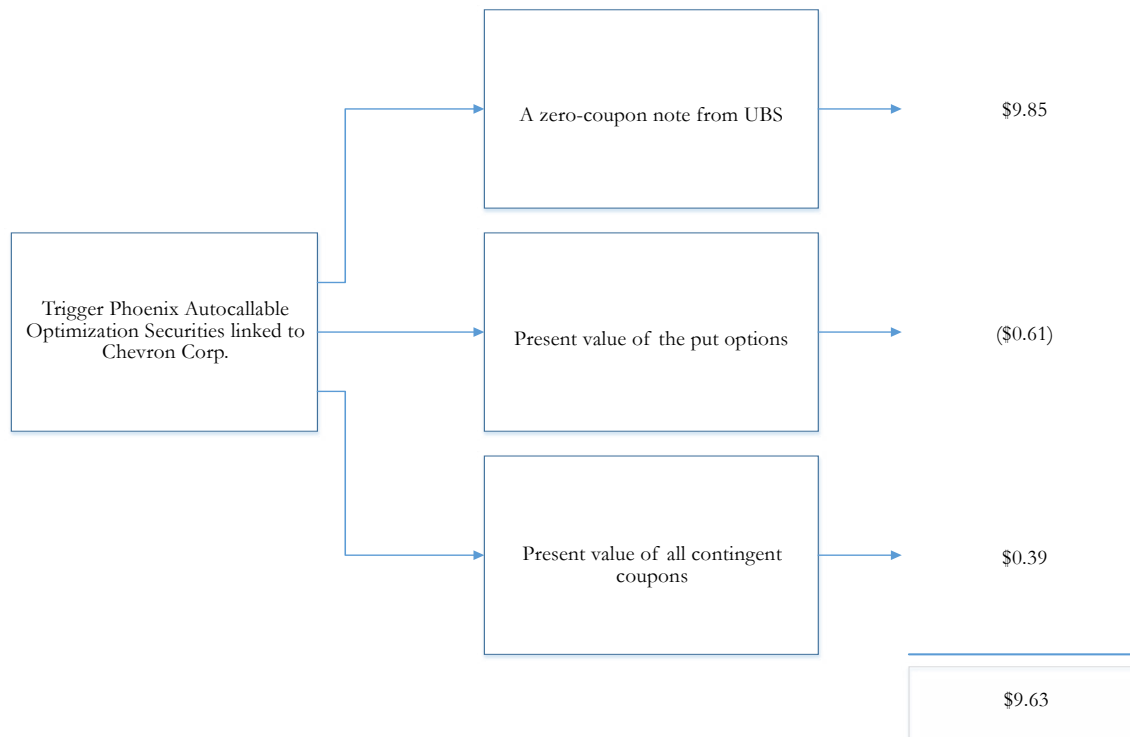 A zero-coupon note from UBS
$9.85
Trigger Phoenix Autocallable
Optimization Securities linked to
Chevron Corp.
Present value of the put options
($0.61)
Present value of all contingent
coupons
$0.39
$9.63